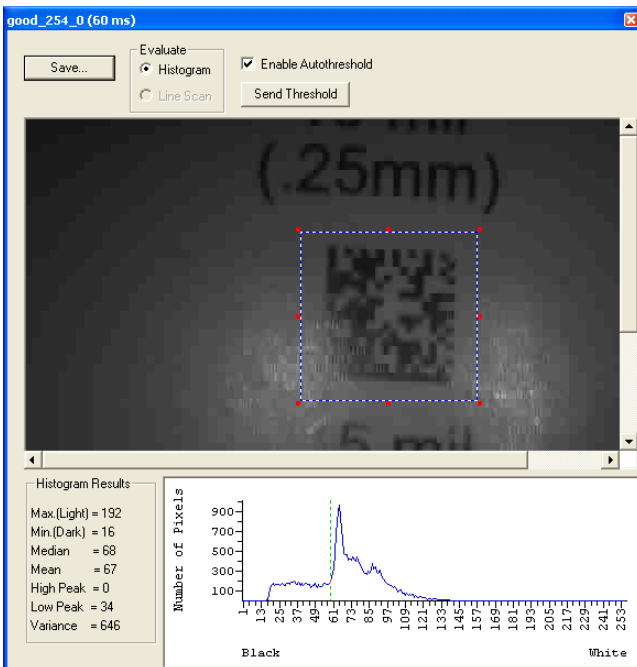 good_254_0 (60 ms)
Save...
Evaluate
Histogram
Line Scan
Enable Autothreshold
Send Threshold
mil
(.25mm)
5 mil
Histogram Results
Max.(Light) = 192
Min.(Dark) = 16
Median = 68
Mean = 67
High Peak = 0
Low Peak = 34
Variance = 646
Number of Pixels
900
700
500
300
100
1 13 25 37 49 61 73 85 97 109 121 133 145 157 169 181 193 205 217 229 241 253
Black White